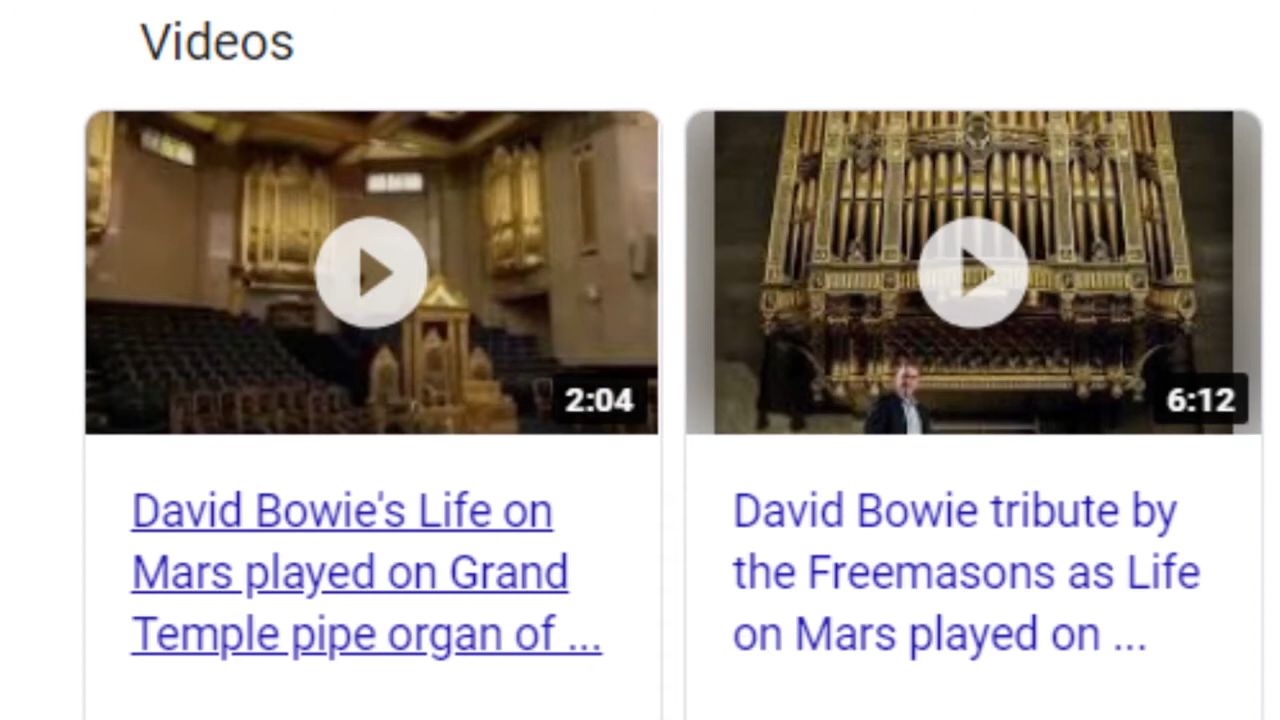 Videos
2:04
6:12
David Bowie's Life on
Mars played on Grand
Temple pipe organ of ...
David Bowie tribute by
the Freemasons as Life
on Mars played on ...